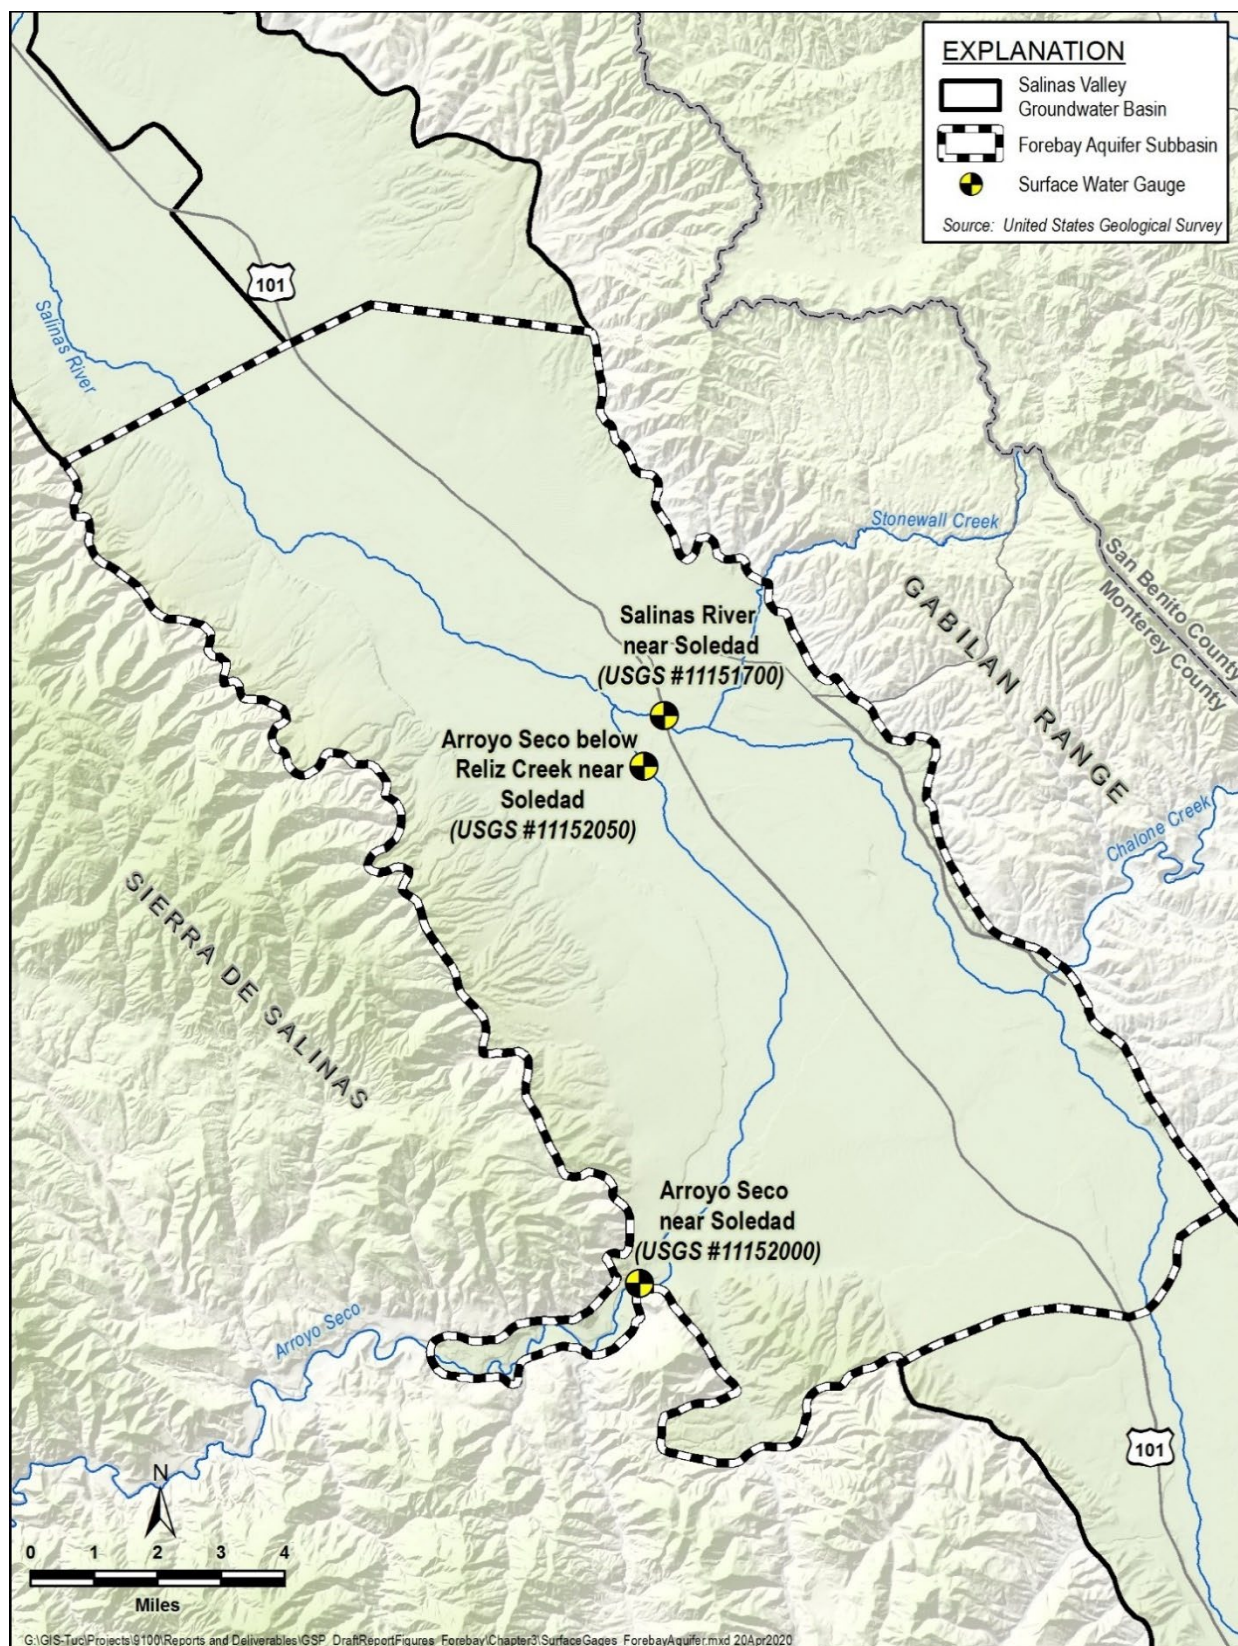 EXPLANATION
Salinas Valley
Groundwater Basin
Forebay Aquifer Subbasin
Surface Water Gauge
Source: United States Geological Survey
101
Salinas River
Stonewall Creek
San Benito County
Monterey County
GABILAN RANGE
Salinas River
near Soledad
(USGS #11151700)
Arroyo Seco below
Reliz Creek near
Soledad
(USGS #11152050)
Chalone Creek
SIERRA DE SALINAS
Arroyo Seco
near Soledad
(USGS #11152000)
Arroyo Seco
101
N
0 1 2 3 4
Miles
G:\GIS-Tuc\Projects\9100\Reports and Deliverables\GSP_DraftReportFigures_Forebay\Chapter3\SurfaceGages_ForebayAquifer.mxd 20Apr2020